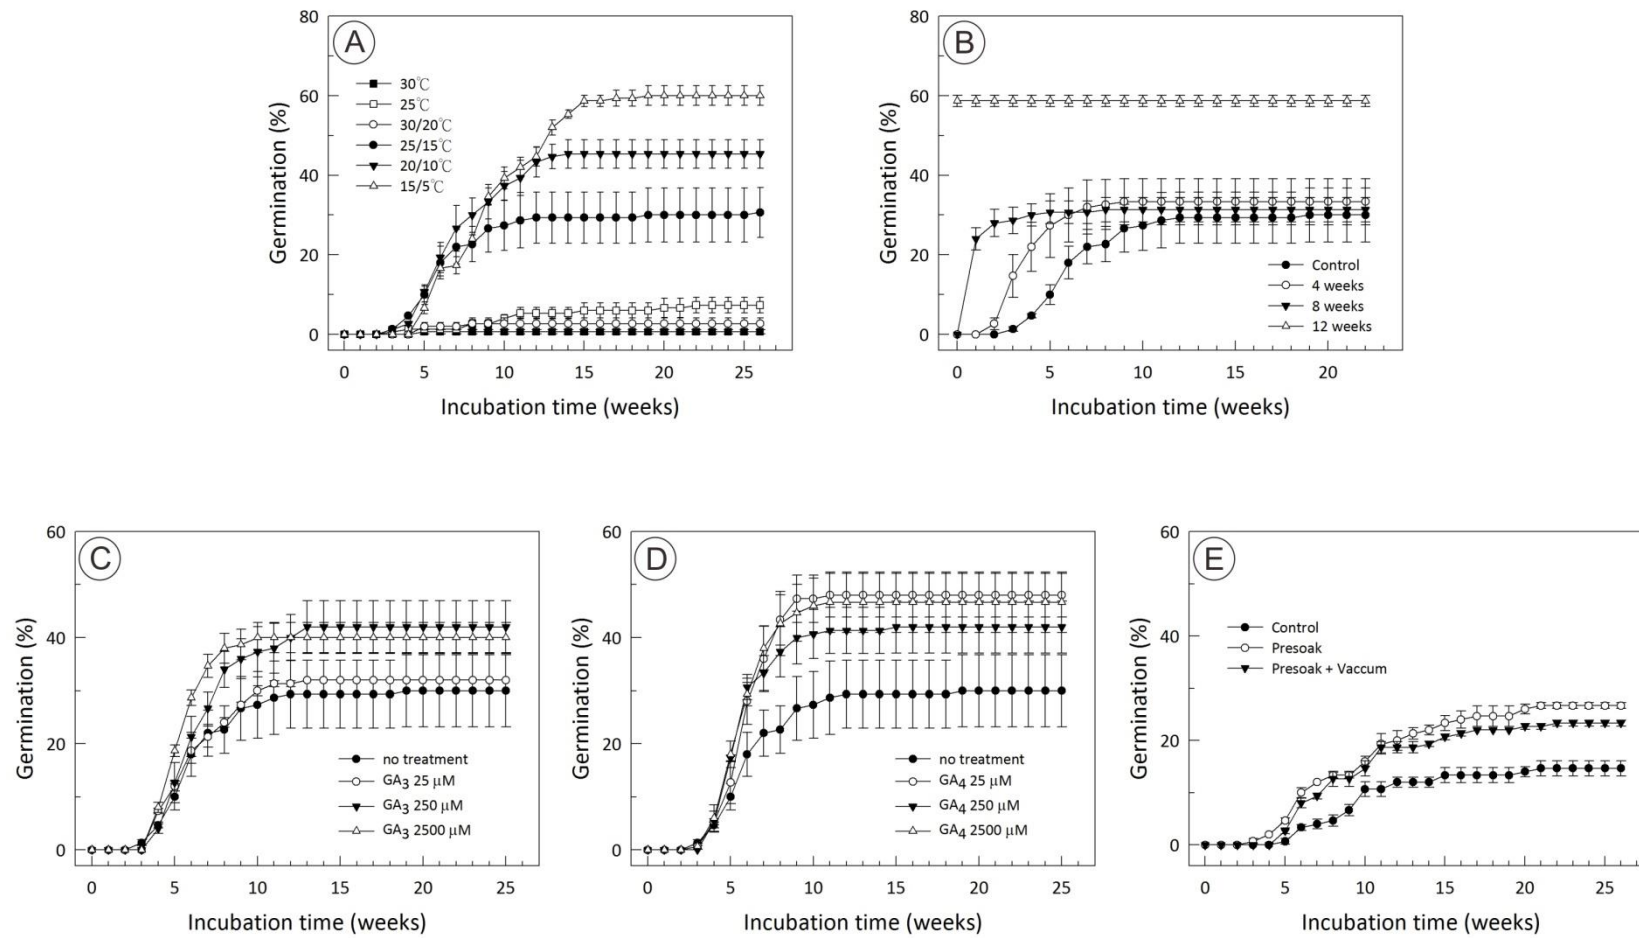 A
80
60
40
20
0
Germination (%)
30℃
25℃
30/20℃
25/15℃
20/10℃
15/5℃
0 5 10 15 20 25
Incubation time (weeks)
B
80
60
40
20
0
Germination (%)
Control
4 weeks
8 weeks
12 weeks
0 5 10 15 20
Incubation time (weeks)
C
60
40
20
0
Germination (%)
no treatment
GA3 25 μM
GA3 250 μM
GA3 2500 μM
0 5 10 15 20 25
Incubation time (weeks)
D
60
40
20
0
Germination (%)
no treatment
GA4 25 μM
GA4 250 μM
GA4 2500 μM
0 5 10 15 20 25
Incubation time (weeks)
E
60
40
20
0
Germination (%)
Control
Presoak
Presoak + Vaccum
0 5 10 15 20 25
Incubation time (weeks)